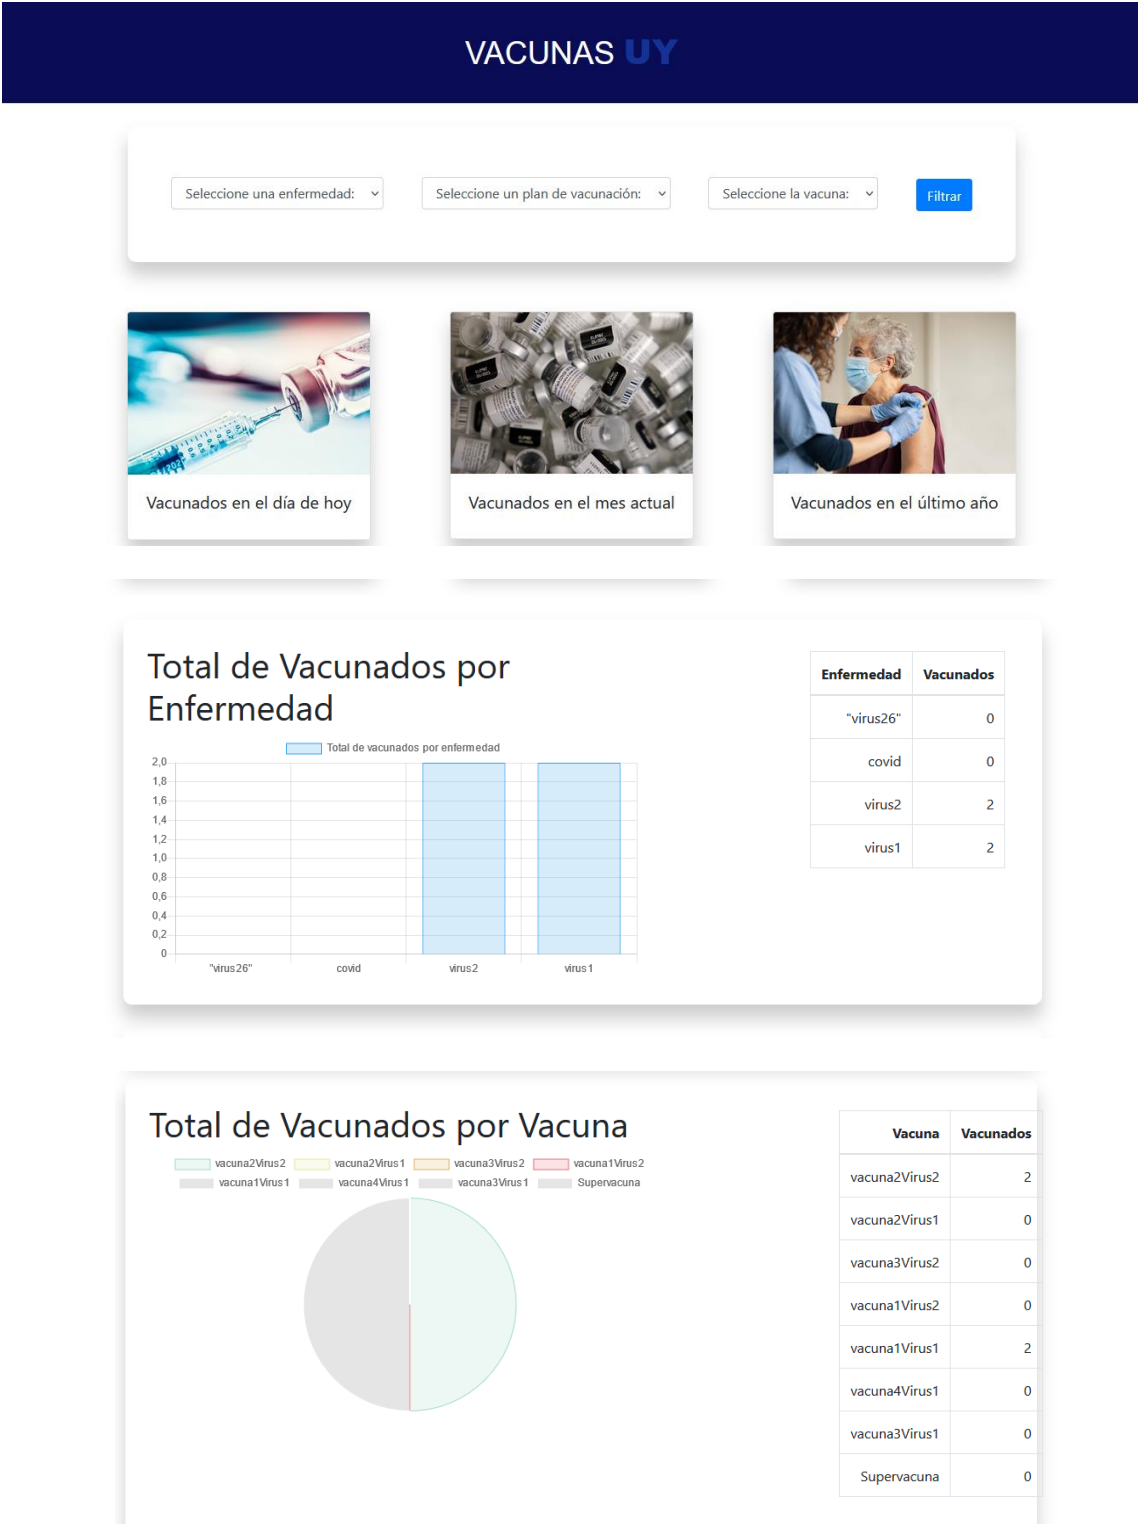 VACUNAS UY
Seleccione una enfermedad: Seleccione un plan de vacunación: Seleccione la vacuna: Filtrar
Vacunados en el día de hoy Vacunados en el mes actual Vacunados en el último año
Total de Vacunados por
Enfermedad
Total de vacunados por enfermedad
2,0
1,8
1,6
1,4
1,2
1,0
0,8
0,6
0,4
0,2
0
"virus26" covid virus2 virus1
Enfermedad Vacunados
"virus26" 0
covid 0
virus2 2
virus1 2
Total de Vacunados por Vacuna
vacuna2Virus2 vacuna2Virus1 vacuna3Virus2 vacuna1Virus2
vacuna1Virus1 vacuna4Virus1 vacuna3Virus1 Supervacuna
Vacuna Vacunados
vacuna2Virus2 2
vacuna2Virus1 0
vacuna3Virus2 0
vacuna1Virus2 0
vacuna1Virus1 2
vacuna4Virus1 0
vacuna3Virus1 0
Supervacuna 0